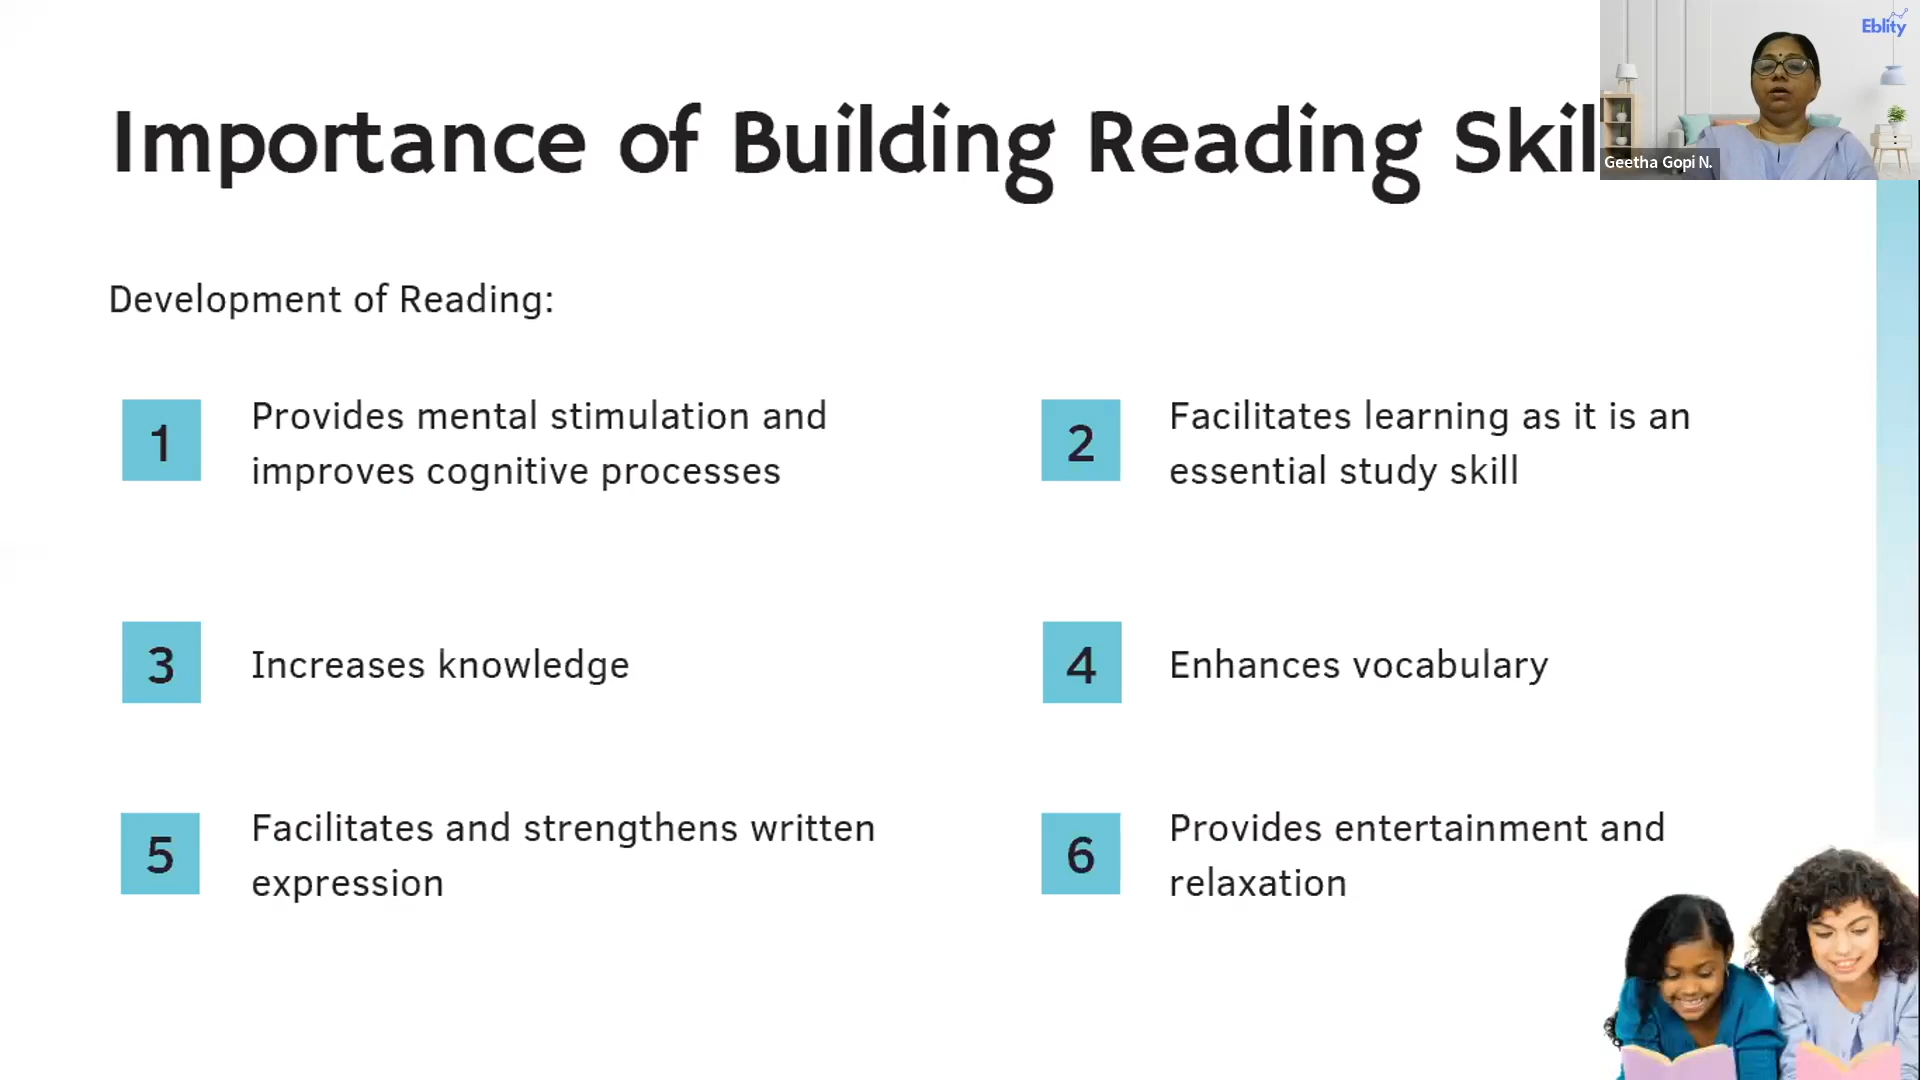 Eblity
Importance of Building Reading Skil
Geetha Gopi N.
Development of Reading:
1
Provides mental stimulation and
improves cognitive processes
2
Facilitates learning as it is an
essential study skill
3
Increases knowledge
4
Enhances vocabulary
5
Facilitates and strengthens written
expression
6
Provides entertainment and
relaxation